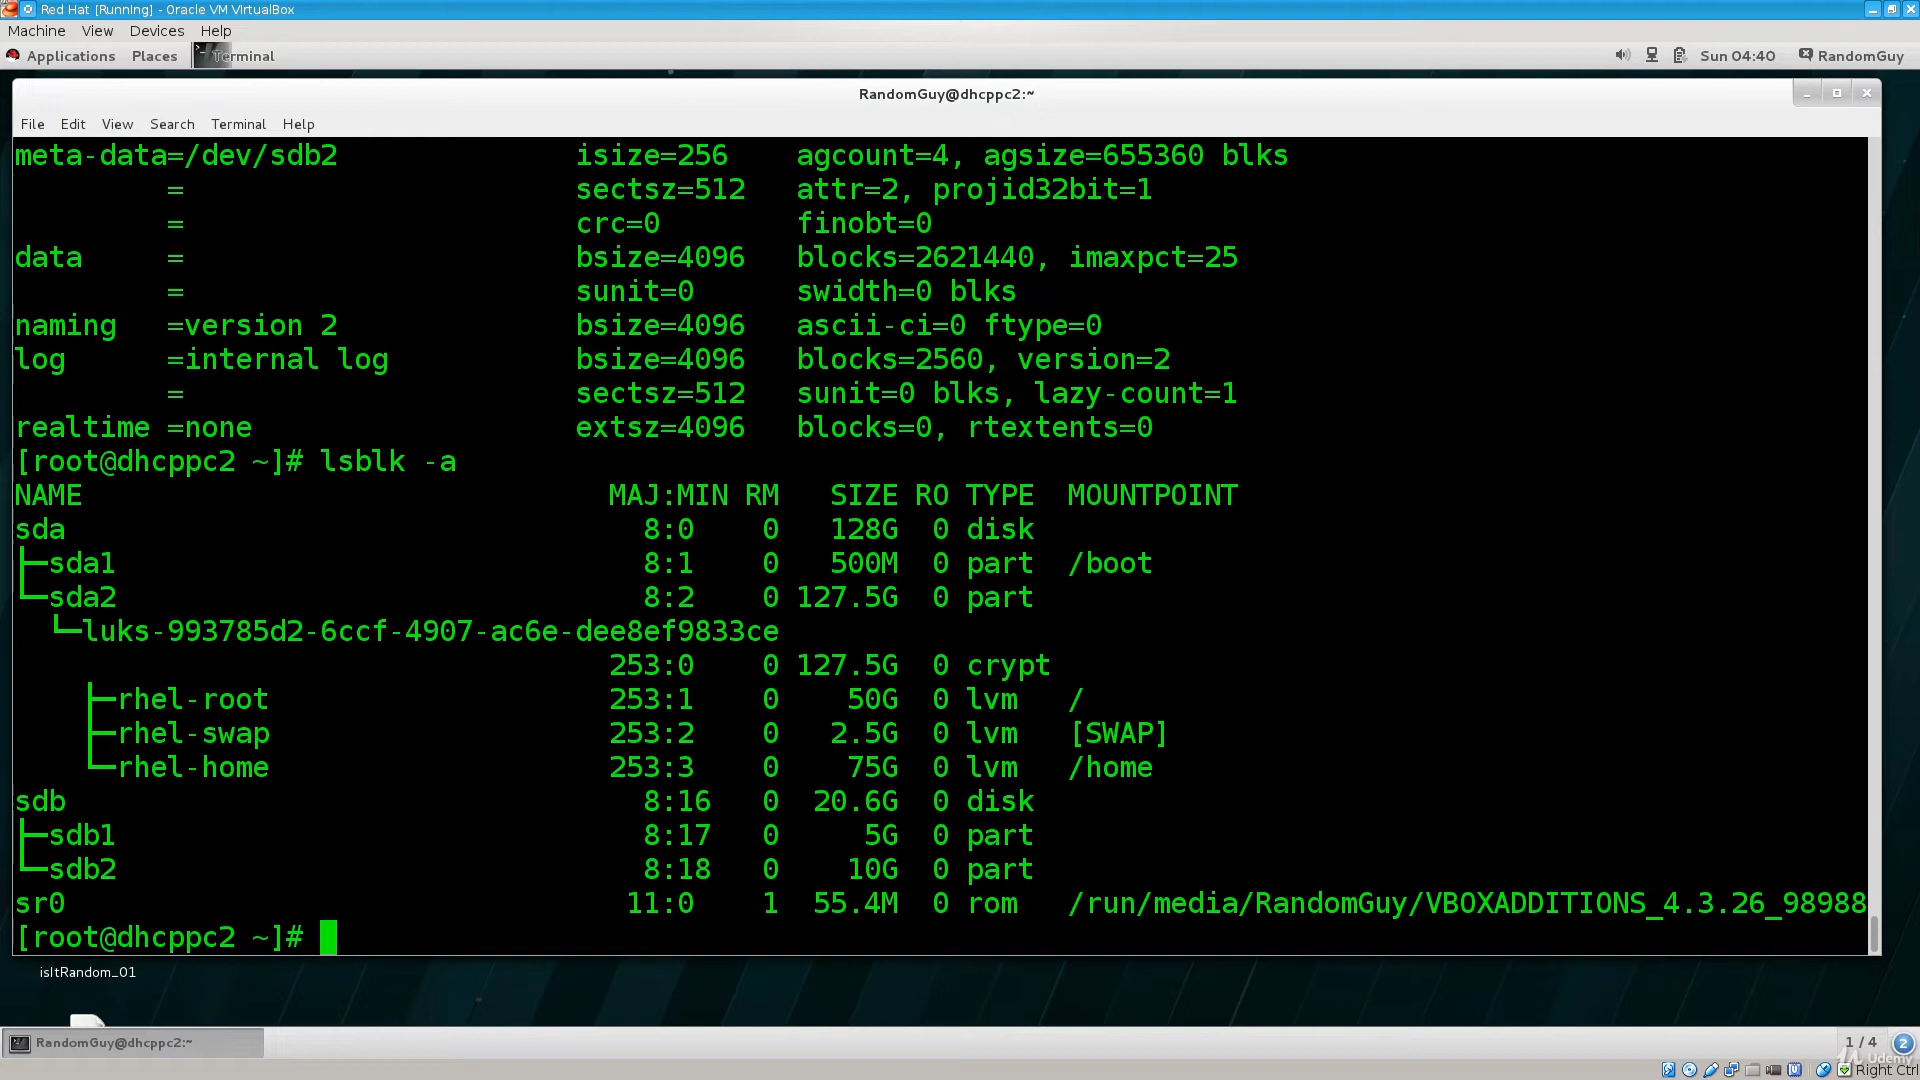 Red Hat [Running] - Oracle VM VirtualBox
Machine View Devices Help
Applications Places Terminal Sun 04:40 RandomGuy
RandomGuy@dhcppc2:~
File Edit View Search Terminal Help
meta-data=/dev/sdb2 isize=256 agcount=4, agsize=655360 blks
= sectsz=512 attr=2, projid32bit=1
= crc=0 finobt=0
data = bsize=4096 blocks=2621440, imaxpct=25
= sunit=0 swidth=0 blks
naming =version 2 bsize=4096 ascii-ci=0 ftype=0
log =internal log bsize=4096 blocks=2560, version=2
= sectsz=512 sunit=0 blks, lazy-count=1
realtime =none extsz=4096 blocks=0, rtextents=0
[root@dhcppc2 ~]# lsblk -a
NAME MAJ:MIN RM SIZE RO TYPE MOUNTPOINT
sda 8:0 0 128G 0 disk
├─sda1 8:1 0 500M 0 part /boot
└─sda2 8:2 0 127.5G 0 part
└─luks-993785d2-6ccf-4907-ac6e-dee8ef9833ce
253:0 0 127.5G 0 crypt
├─rhel-root 253:1 0 50G 0 lvm /
├─rhel-swap 253:2 0 2.5G 0 lvm [SWAP]
└─rhel-home 253:3 0 75G 0 lvm /home
sdb 8:16 0 20.6G 0 disk
├─sdb1 8:17 0 5G 0 part
└─sdb2 8:18 0 10G 0 part
sr0 11:0 1 55.4M 0 rom /run/media/RandomGuy/VBOXADDITIONS_4.3.26_98988
[root@dhcppc2 ~]#
isItRandom_01
RandomGuy@dhcppc2:~ 1 / 4 2
Udemy
Right Ctrl